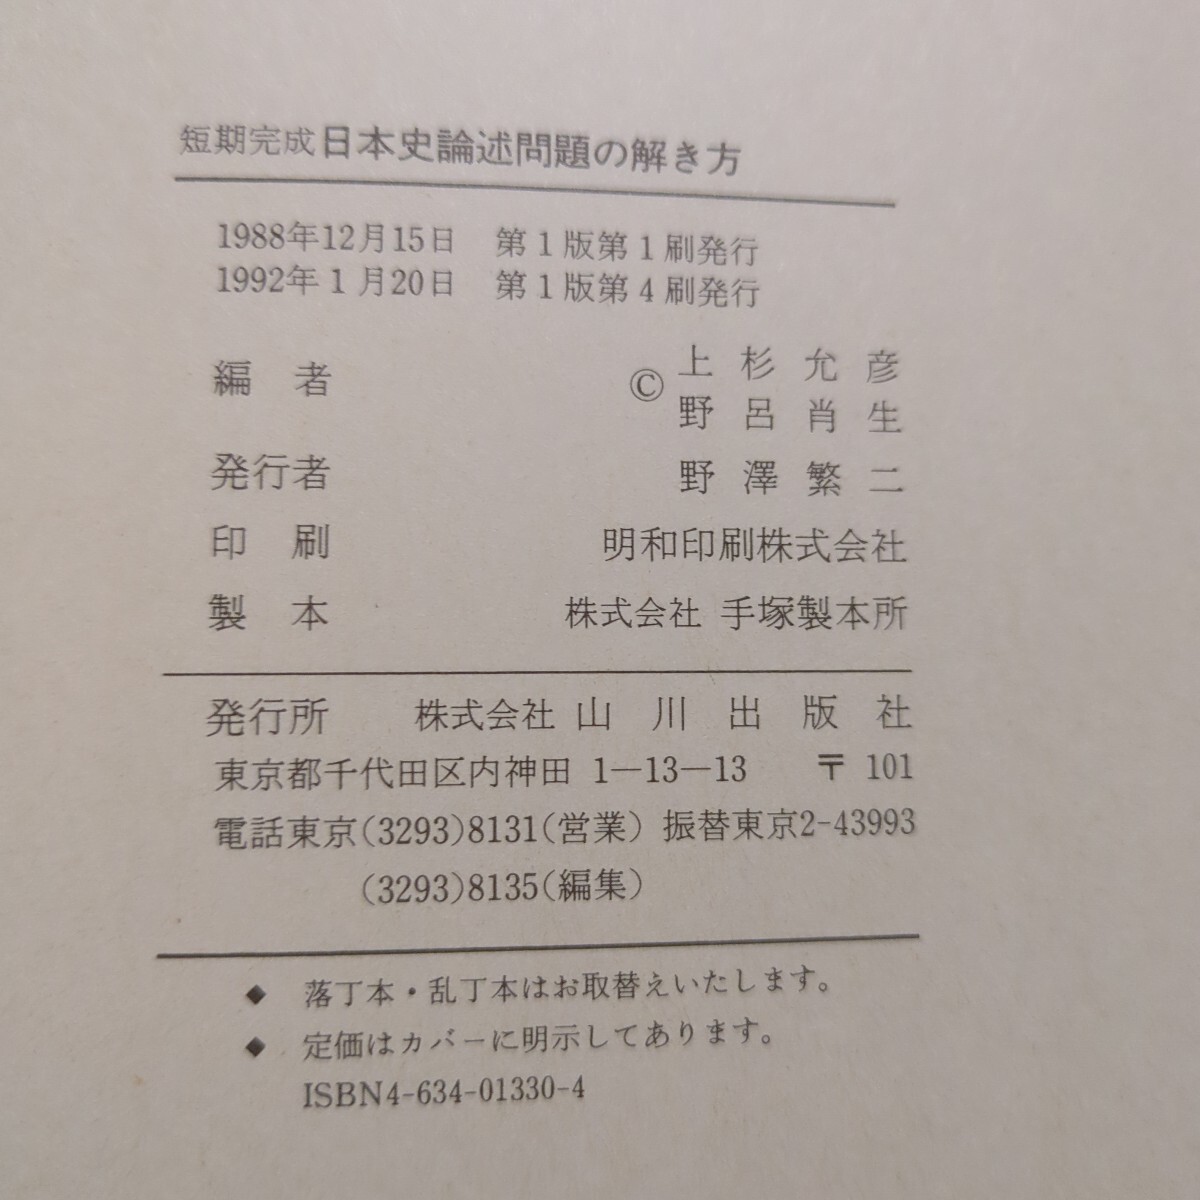 短期完成 日本史論述問題の解き方
1988年12月15日　第1版第1刷発行
1992年 1月20日　第1版第4刷発行
編　者　Ⓒ 上杉允彦
野呂肖生
発行者　野澤繁二
印　刷　明和印刷株式会社
製　本　株式会社 手塚製本所
発行所　株式会社 山川出版社
東京都千代田区内神田 1―13―13　〒 101
電話東京(3293)8131(営業) 振替東京2-43993
(3293)8135(編集)
◆ 落丁本・乱丁本はお取替えいたします。
◆ 定価はカバーに明示してあります。
ISBN4-634-01330-4